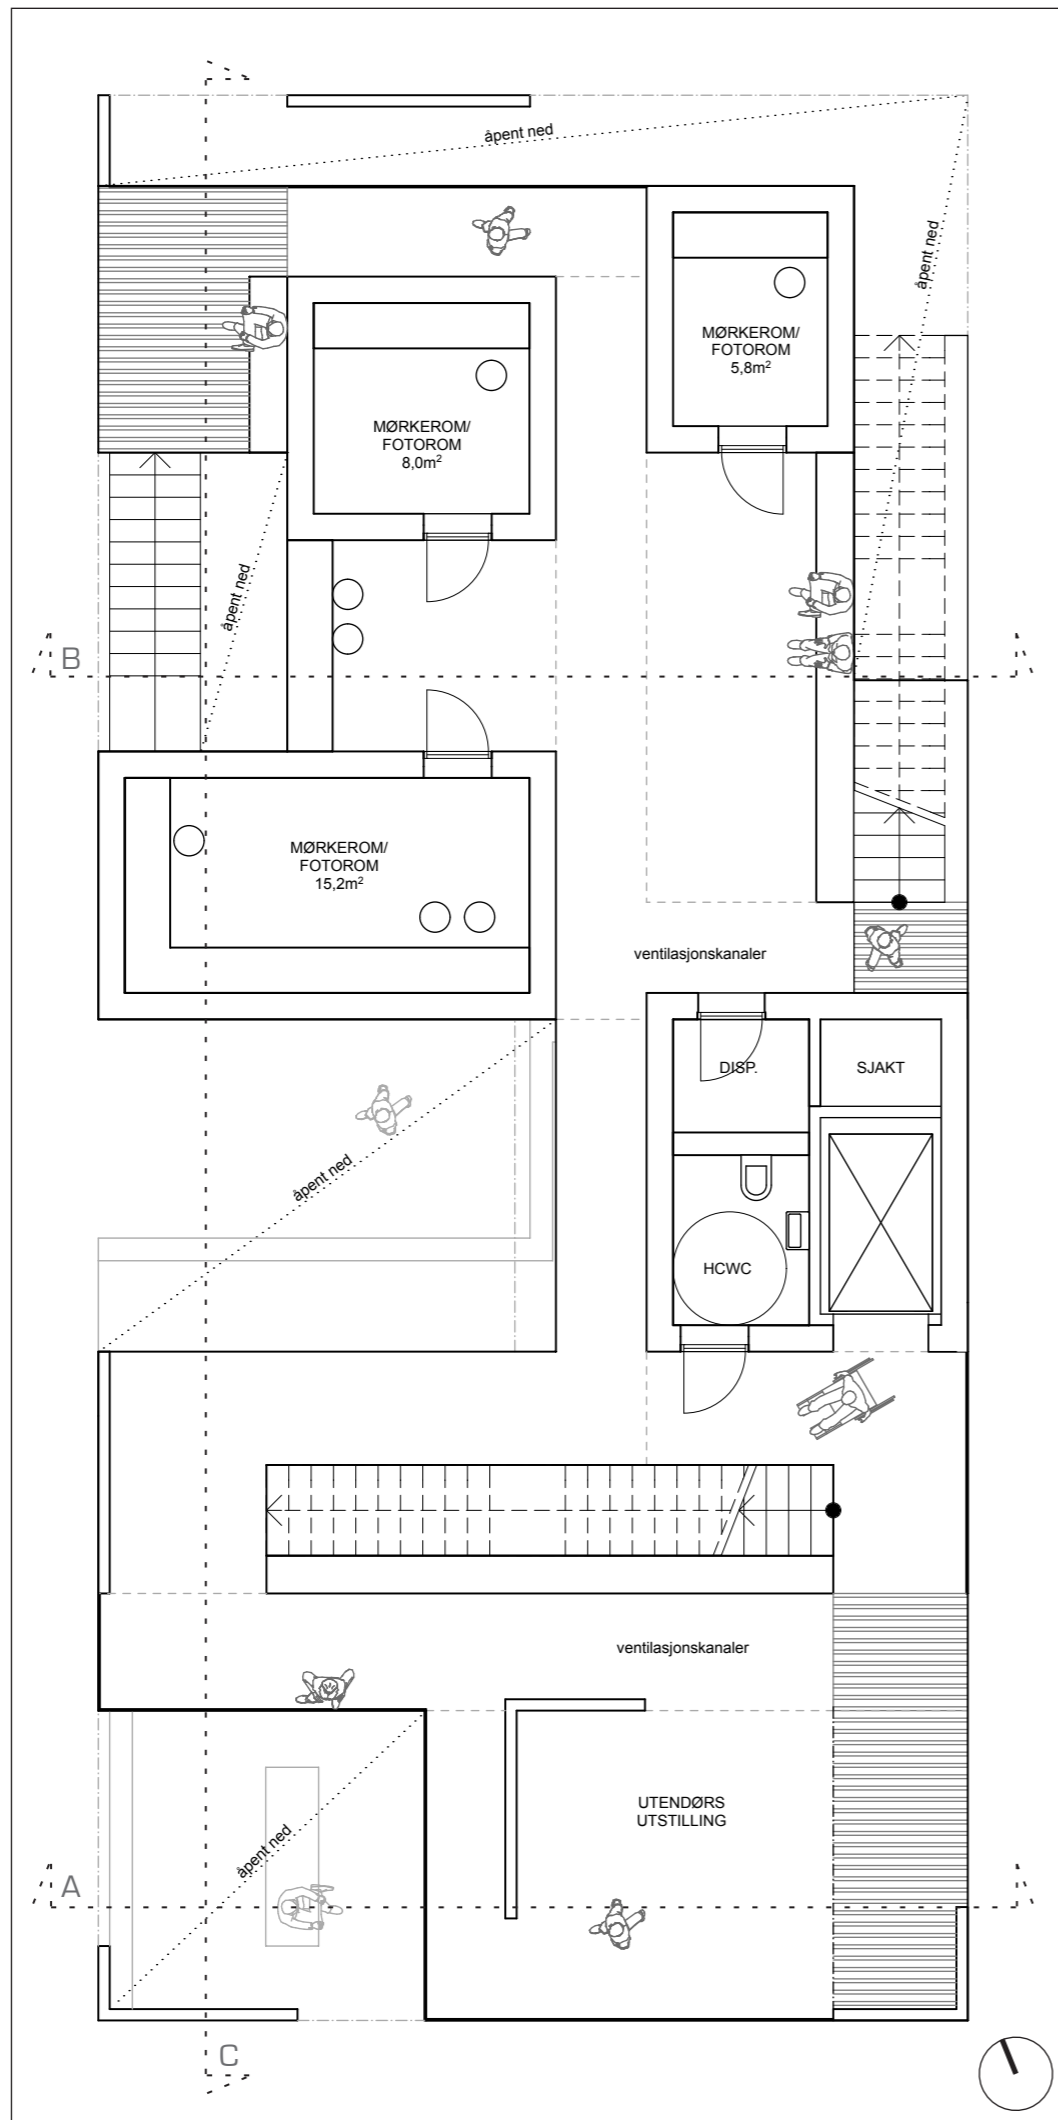 åpent ned
åpent ned
MØRKEROM/
FOTOROM
5,8m²
MØRKEROM/
FOTOROM
8,0m²
åpent ned
B
MØRKEROM/
FOTOROM
15,2m²
ventilasjonskanaler
DISP.
SJAKT
åpent ned
HCWC
ventilasjonskanaler
UTENDØRS
UTSTILLING
åpent ned
A
C